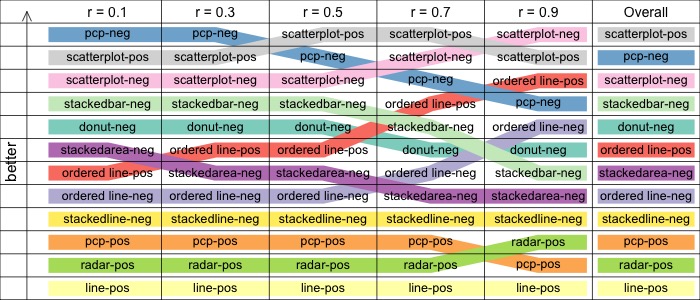 r = 0.1 r = 0.3 r = 0.5 r = 0.7 r = 0.9 Overall
pcp-neg pcp-neg scatterplot-pos scatterplot-pos scatterplot-neg scatterplot-pos
scatterplot-pos scatterplot-pos pcp-neg scatterplot-neg scatterplot-pos pcp-neg
scatterplot-neg scatterplot-neg scatterplot-neg pcp-neg ordered line-pos scatterplot-neg
stackedbar-neg stackedbar-neg stackedbar-neg ordered line-pos pcp-neg stackedbar-neg
donut-neg donut-neg donut-neg stackedbar-neg ordered line-neg donut-neg
stackedarea-neg ordered line-pos ordered line-pos donut-neg donut-neg ordered line-pos
ordered line-pos stackedarea-neg stackedarea-neg ordered line-neg stackedbar-neg stackedarea-neg
ordered line-neg ordered line-neg ordered line-neg stackedarea-neg stackedarea-neg ordered line-neg
stackedline-neg stackedline-neg stackedline-neg stackedline-neg stackedline-neg stackedline-neg
pcp-pos pcp-pos pcp-pos pcp-pos radar-pos pcp-pos
radar-pos radar-pos radar-pos radar-pos pcp-pos radar-pos
line-pos line-pos line-pos line-pos line-pos line-pos
better